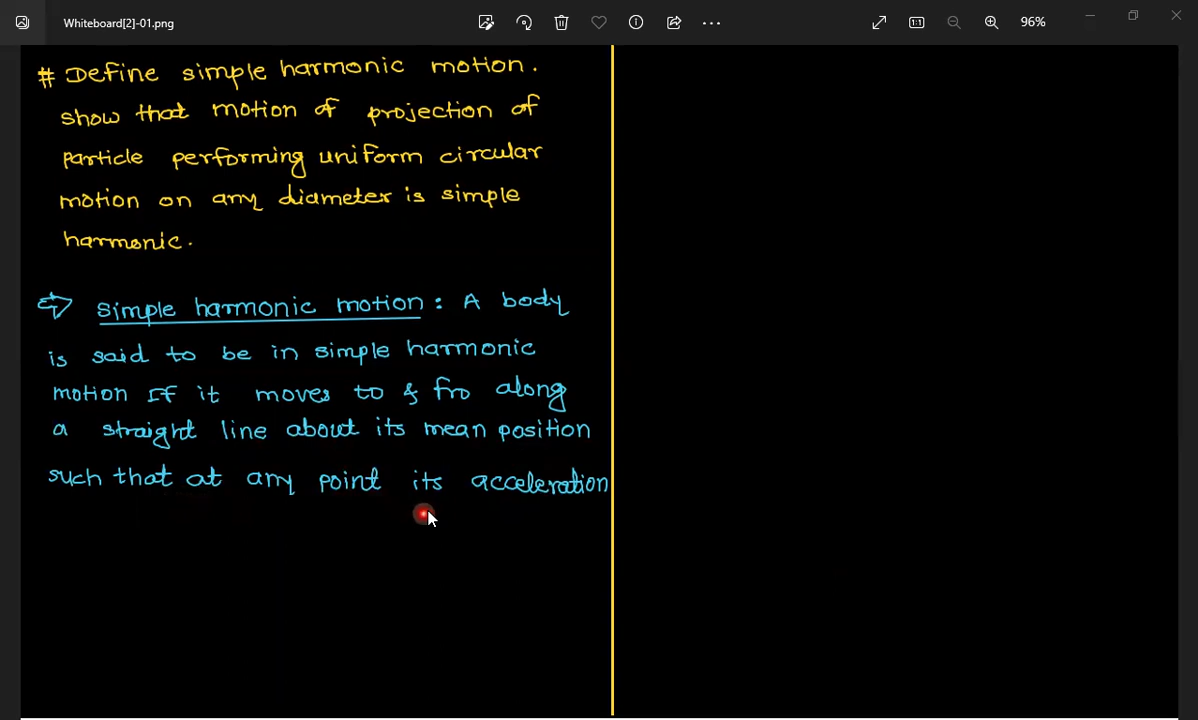 Whiteboard[2]-01.png
96%
# Define simple harmonic motion.
show that motion of projection of
particle performing uniform circular
motion on any diameter is simple
harmonic.
⇒ simple harmonic motion: A body
is said to be in simple harmonic
motion If it moves to & fro along
a straight line about its mean position
such that at any point its acceleration